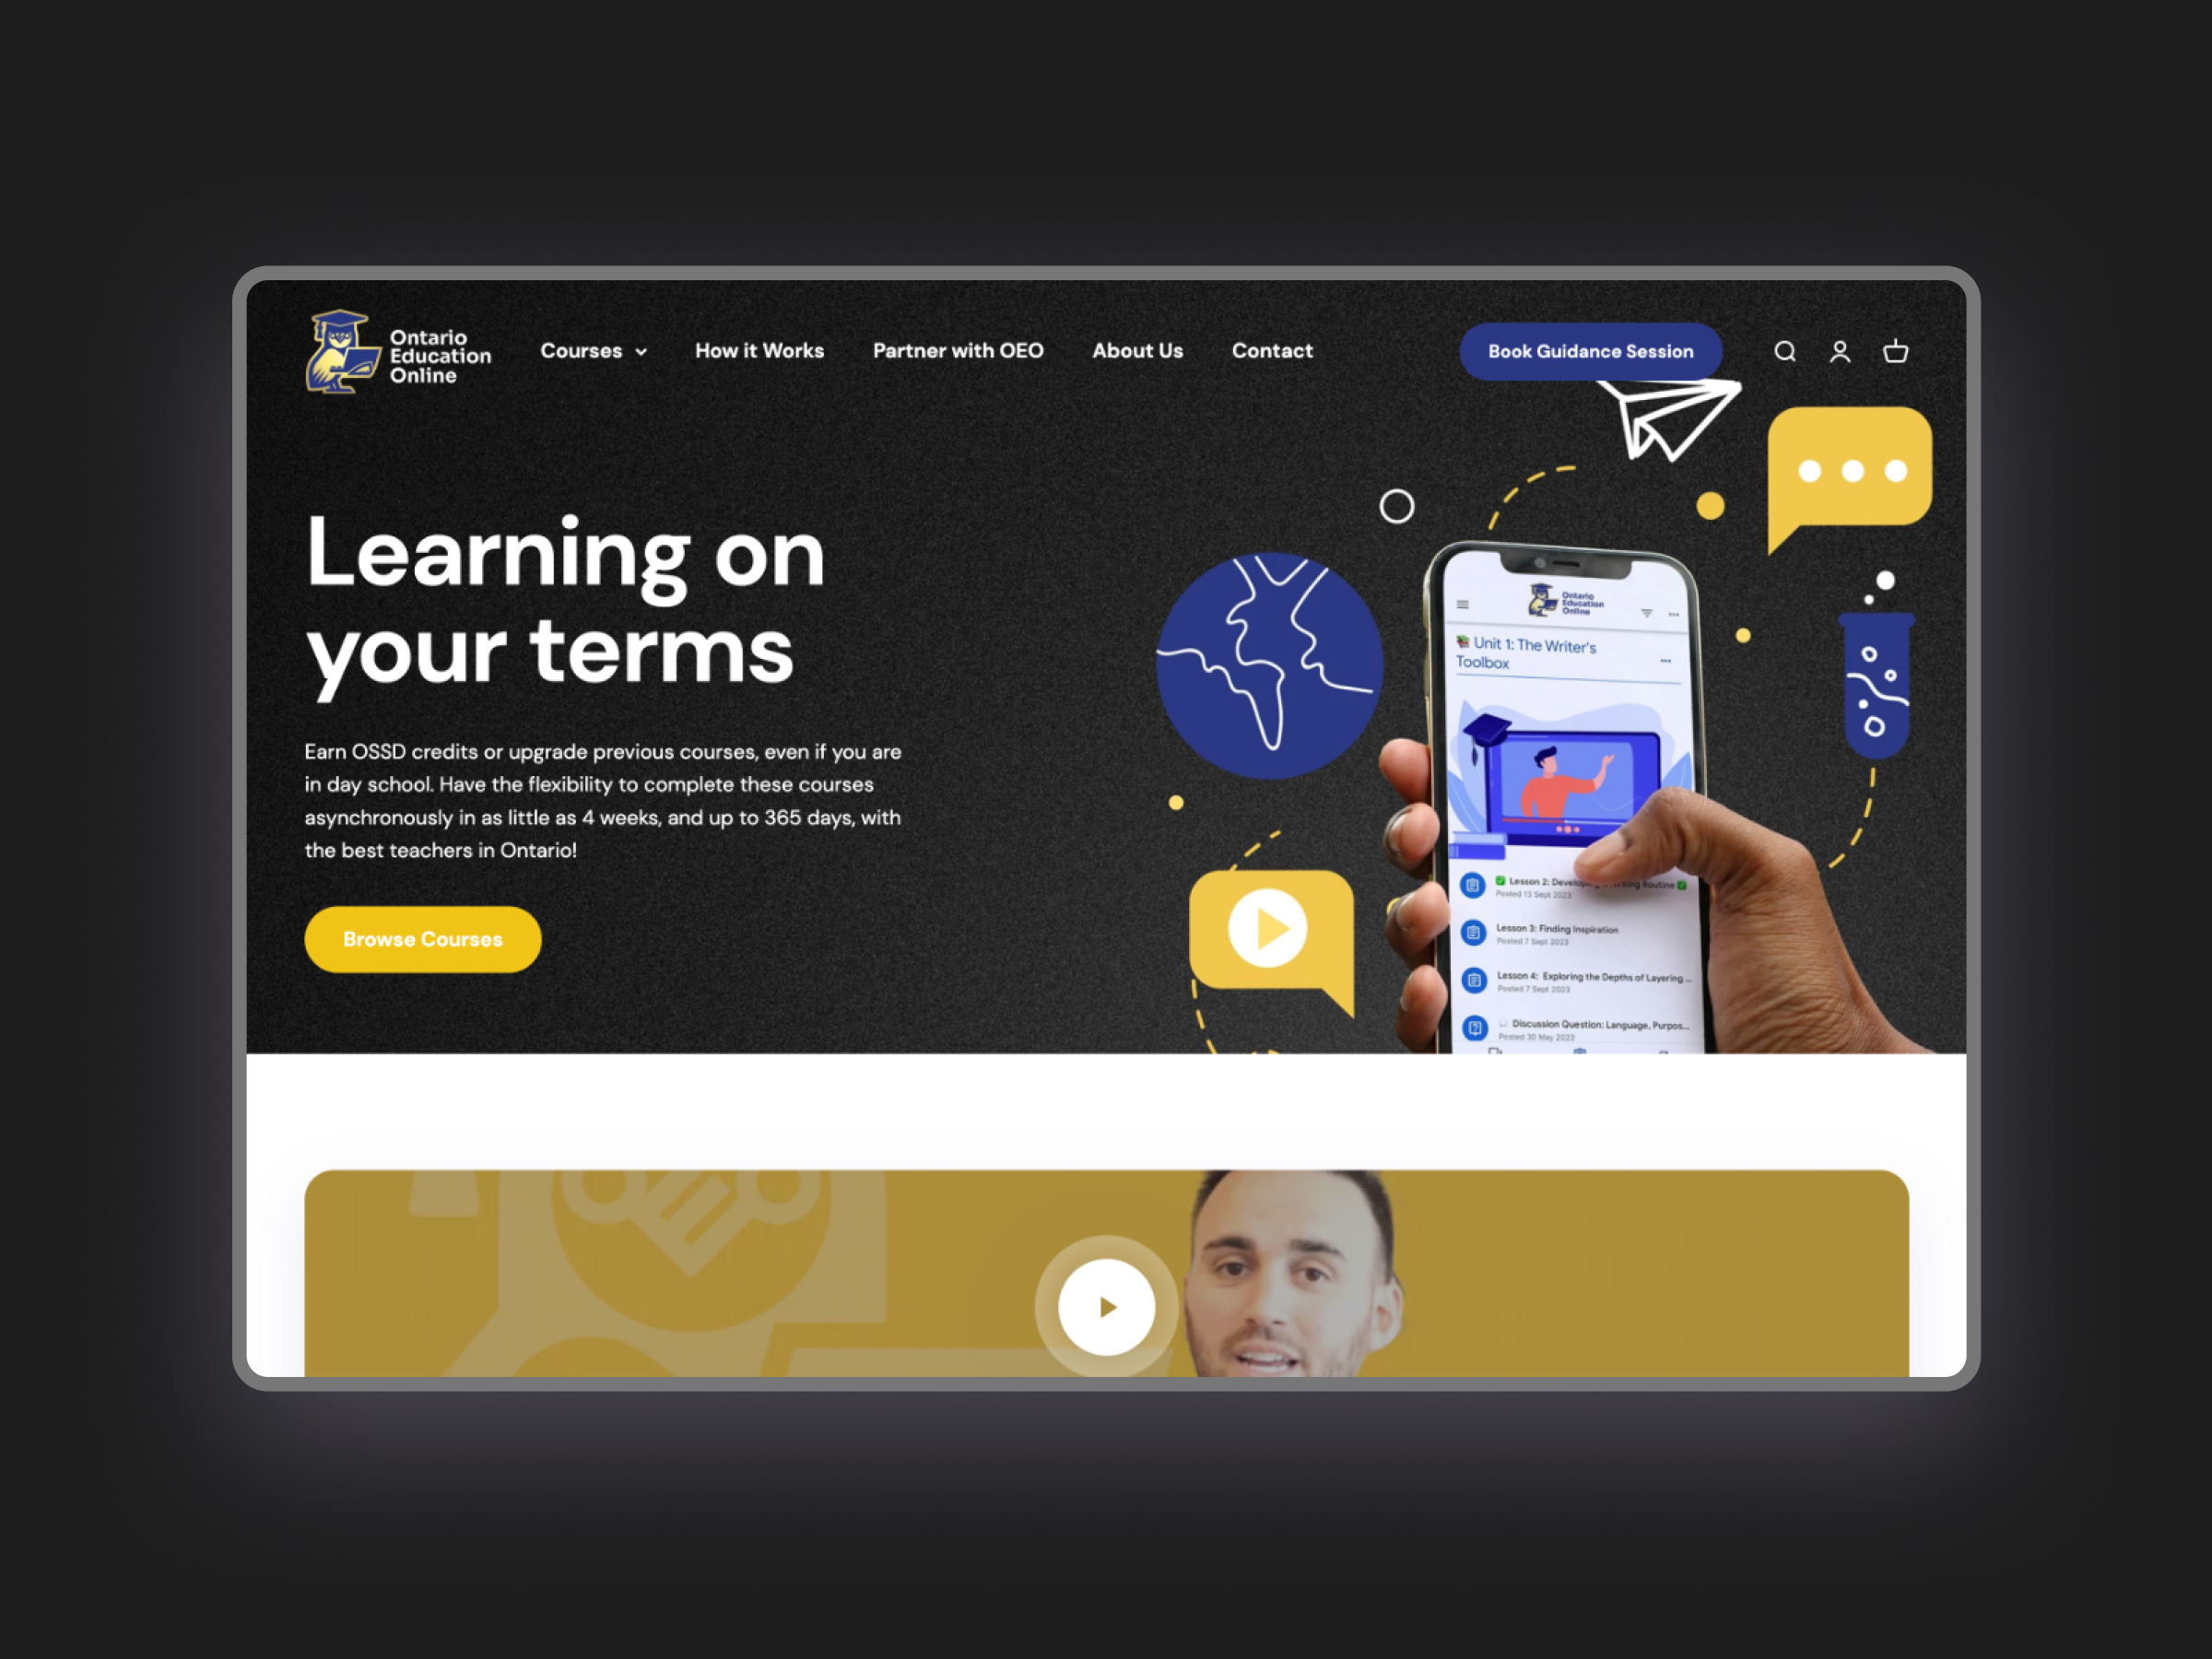 Ontario
Education
Online
Courses
How it Works
Partner with OEO
About Us
Contact
Book Guidance Session
Learning on
your terms
Earn OSSD credits or upgrade previous courses, even if you are
in day school. Have the flexibility to complete these courses
asynchronously in as little as 4 weeks, and up to 365 days, with
the best teachers in Ontario!
Browse Courses
Ontario
Education
Online
Unit 1: The Writer's
Toolbox
Lesson 2: Routine
Posted 13 Sept 2023
Lesson 3: Finding Inspiration
Posted 7 Sept 2023
Lesson 4: Exploring the Depths of Layering ...
Posted 7 Sept 2023
Discussion Question: Language, Purpos...
Posted 30 May 2023